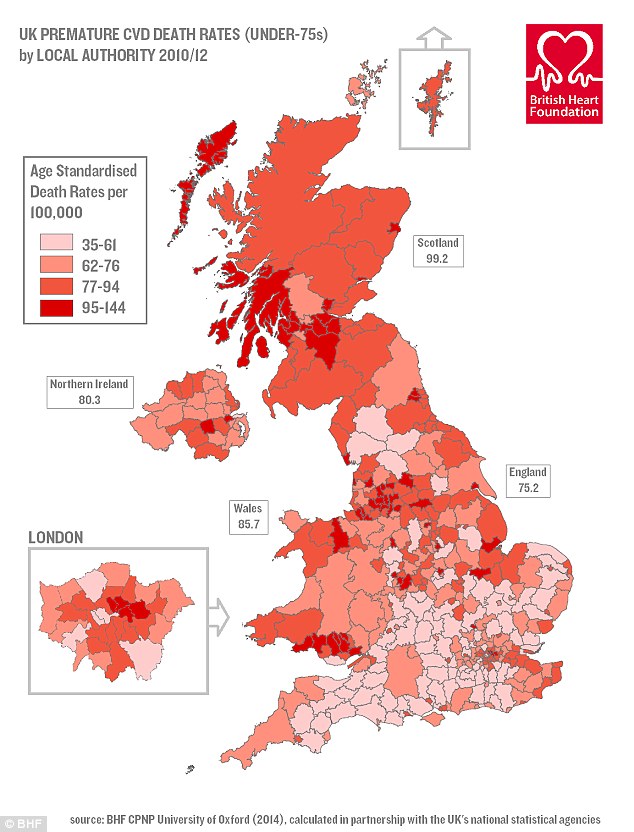 UK PREMATURE CVD DEATH RATES (UNDER-75s)
by LOCAL AUTHORITY 2010/12
British Heart
Foundation
Age Standardised
Death Rates per
100,000
35-61
62-76
77-94
95-144
Scotland
99.2
Northern Ireland
80.3
England
75.2
Wales
85.7
LONDON
© BHF
source: BHF CPNP University of Oxford (2014), calculated in partnership with the UK's national statistical agencies